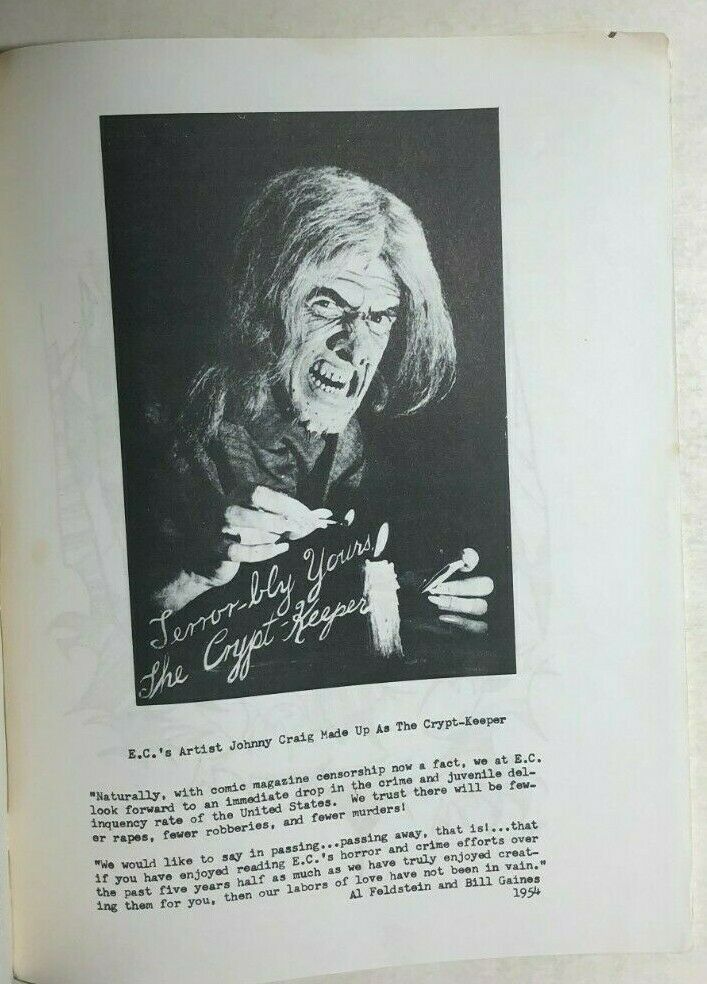 Terror-bly Yours,
The Crypt-Keeper
E.C.'s Artist Johnny Craig Made Up As The Crypt-Keeper
"Naturally, with comic magazine censorship now a fact, we at E.C.
look forward to an immediate drop in the crime and juvenile del-
inquency rate of the United States. We trust there will be few-
er rapes, fewer robberies, and fewer murders!
"We would like to say in passing...passing away, that is!...that
if you have enjoyed reading E.C.'s horror and crime efforts over
the past five years half as much as we have truly enjoyed creat-
ing them for you, then our labors of love have not been in vain."
Al Feldstein and Bill Gaines
1954